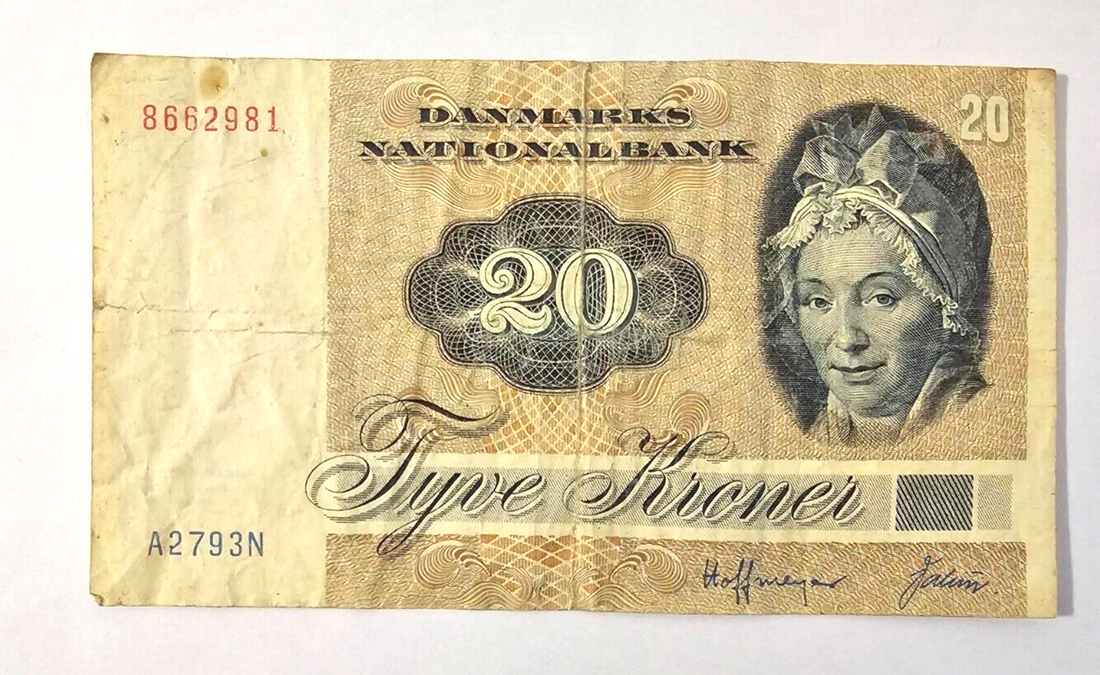 8662981
DANMARKS
NATIONALBANK
20
20
Tyve Kroner
A2793N
Hoffmeyer